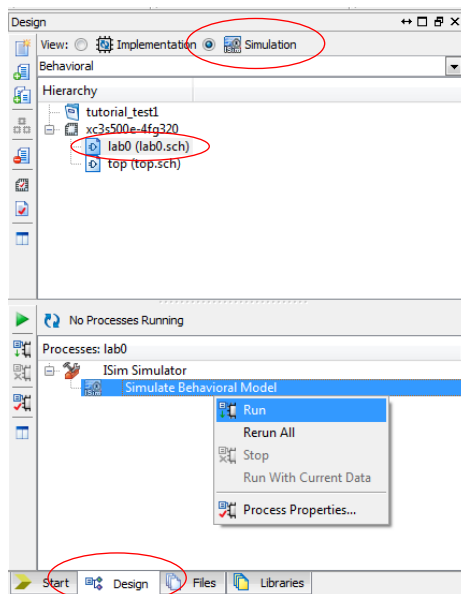 Design
View: Implementation Simulation
Behavioral
Hierarchy
tutorial_test1
xc3s500e-4fg320
lab0 (lab0.sch)
top (top.sch)
No Processes Running
Processes: lab0
ISim Simulator
Simulate Behavioral Model
Run
Rerun All
Stop
Run With Current Data
Process Properties...
Start Design Files Libraries